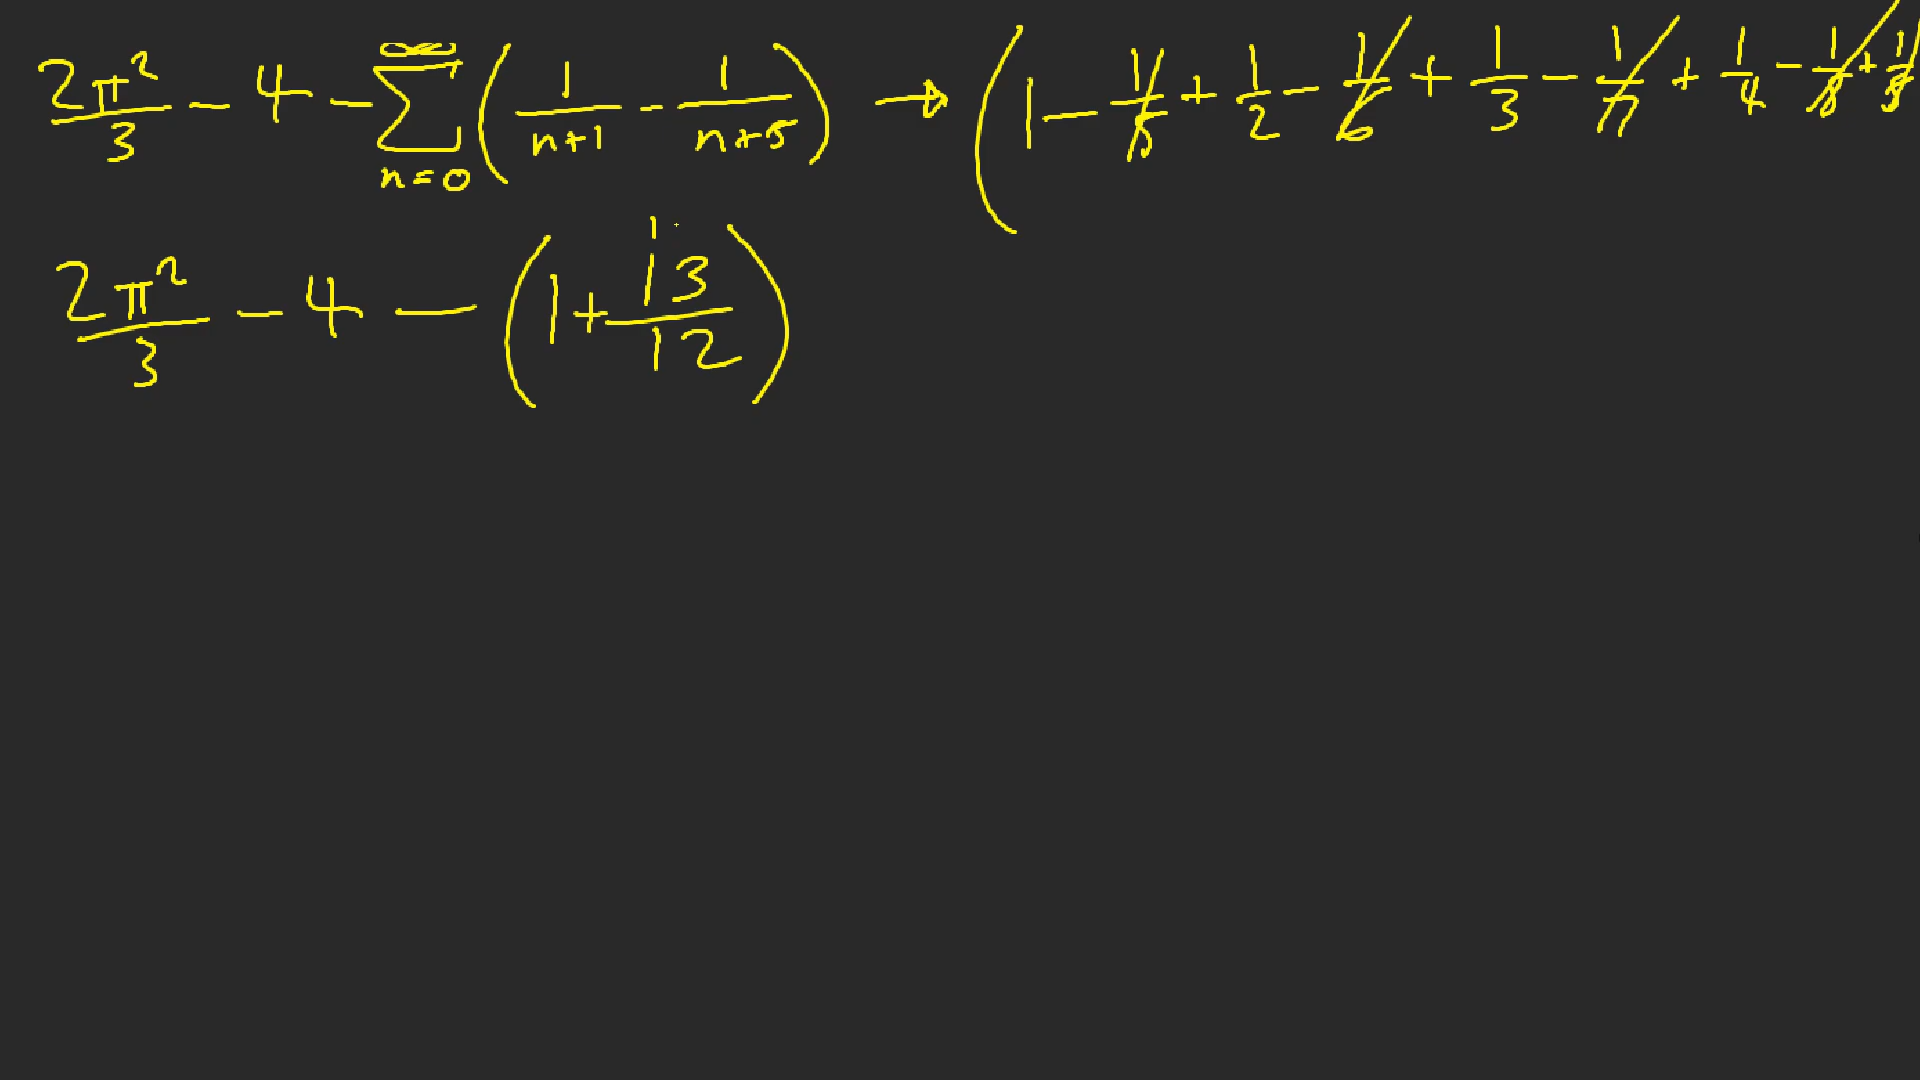 2π²/3 - 4 - ∑_{n=0}^{∞} (1/(n+1) - 1/(n+5)) → (1 - 1/5 + 1/2 - 1/6 + 1/3 - 1/7 + 1/4 - 1/8 + 1/5
2π²/3 - 4 - (1 + 13/12)